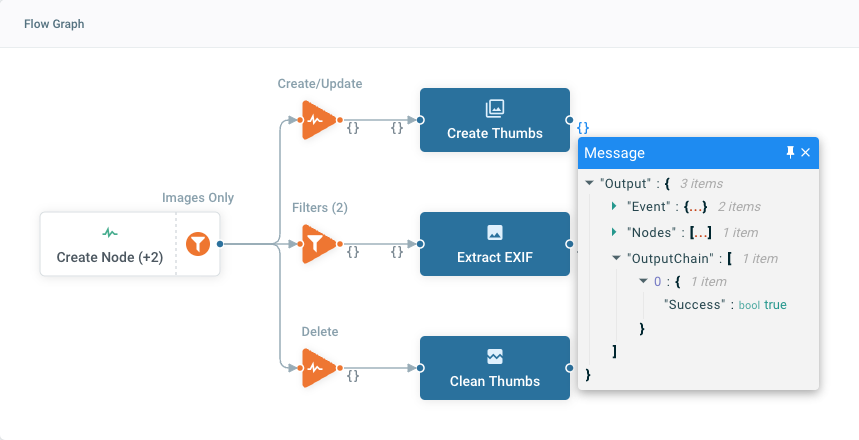 Flow Graph
Create/Update
{} {}
Create Thumbs
{}
Images Only
Create Node (+2)
Filters (2)
{} {}
Extract EXIF
Delete
{}
Clean Thumbs
Message
"Output" : { 3 items
"Event" : {...} 2 items
"Nodes" : [...] 1 item
"OutputChain" : [ 1 item
0 : { 1 item
"Success" : bool true
}
]
}